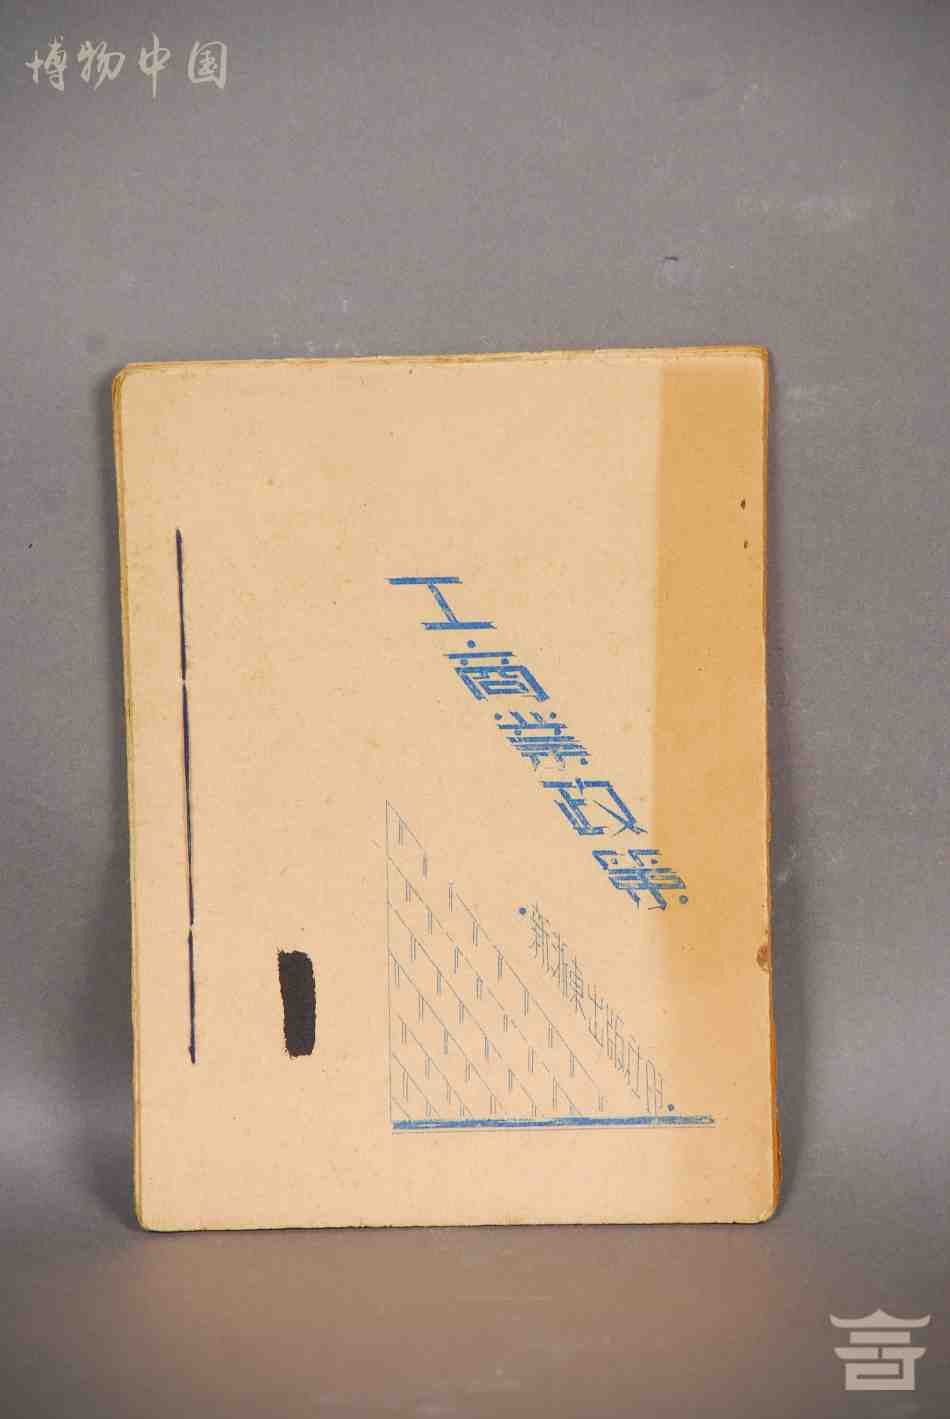 博物中国
工商業政策
新浙東出版社印